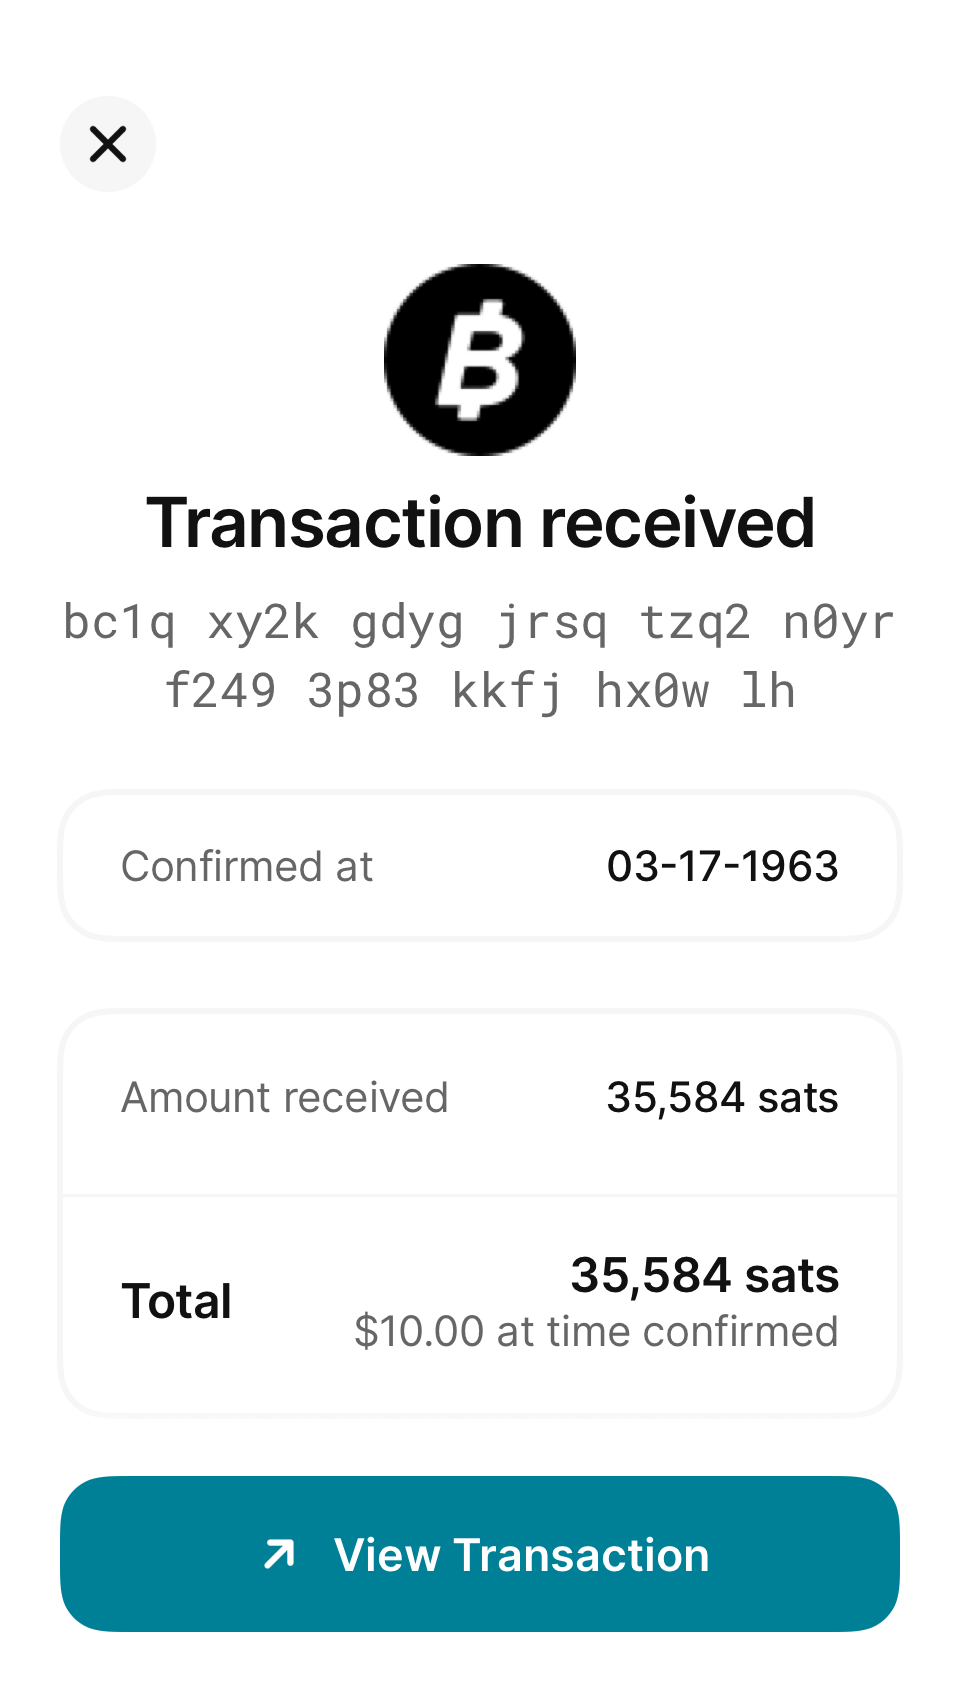 Transaction received
bc1q xy2k gdyg jrsq tzq2 n0yr
f249 3p83 kkfj hx0w lh
Confirmed at 03-17-1963
Amount received 35,584 sats
Total 35,584 sats
$10.00 at time confirmed
View Transaction